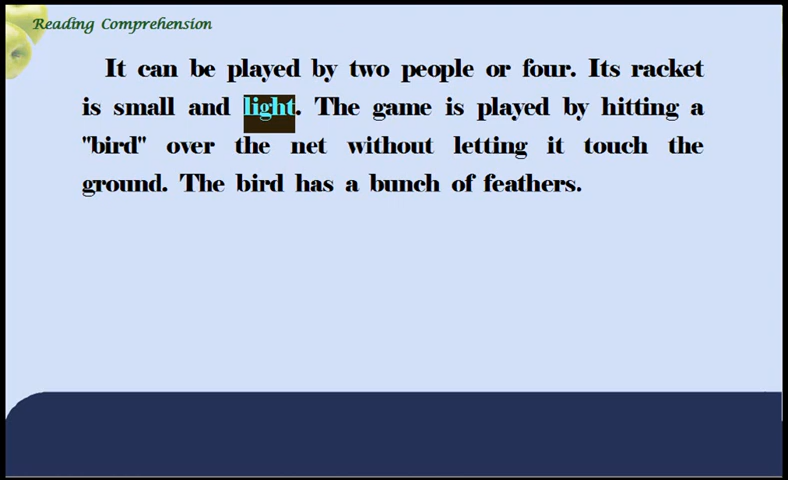 Reading Comprehension
It can be played by two people or four. Its racket
is small and light. The game is played by hitting a
"bird" over the net without letting it touch the
ground. The bird has a bunch of feathers.